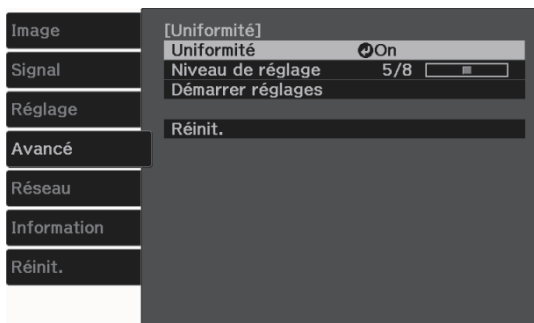 Image
Signal
Réglage
Avancé
Réseau
Information
Réinit.
[Uniformité]
Uniformité On
Niveau de réglage 5/8
Démarrer réglages
Réinit.